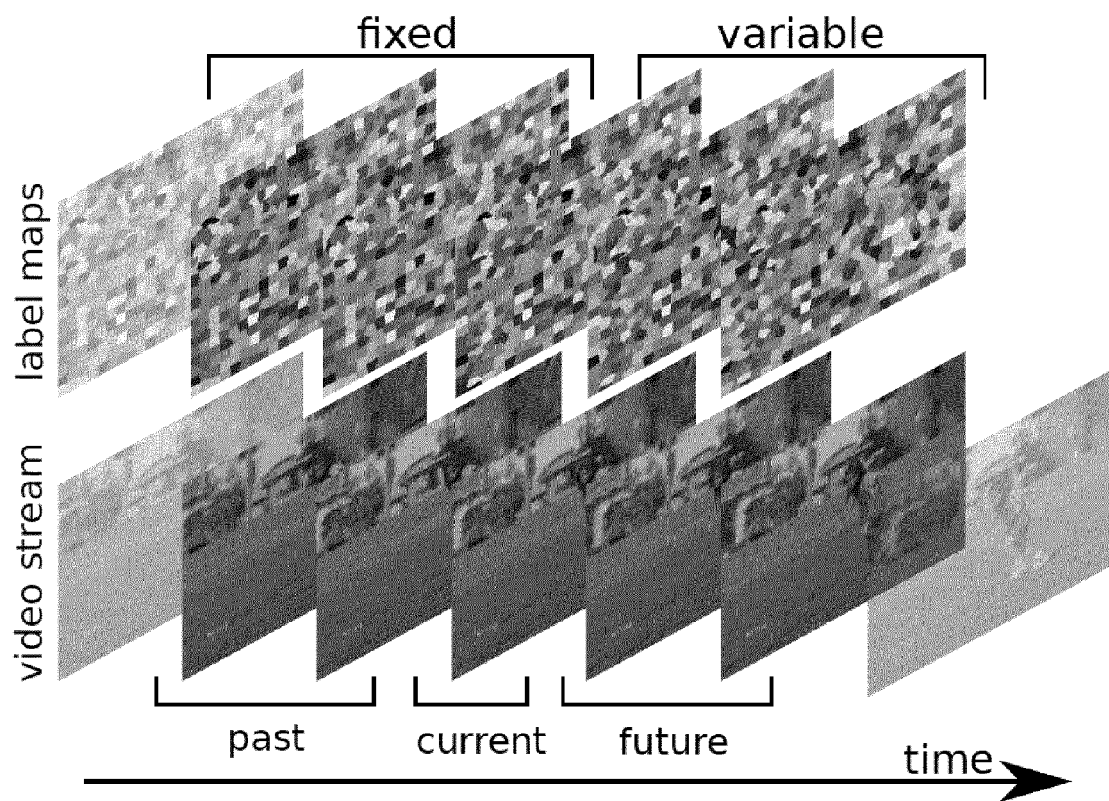 fixed
variable
label maps
video stream
past
current
future
time